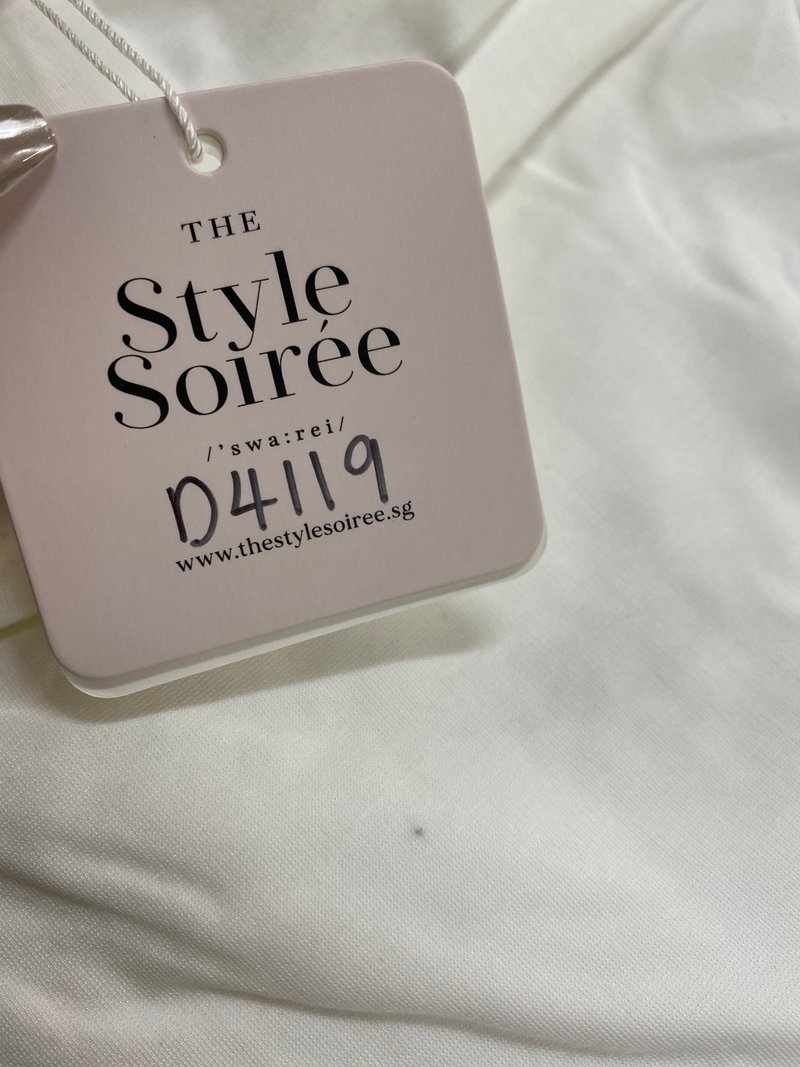 THE
Style
Soirée
/'swa:rei/
D4119
www.thestylesoiree.sg